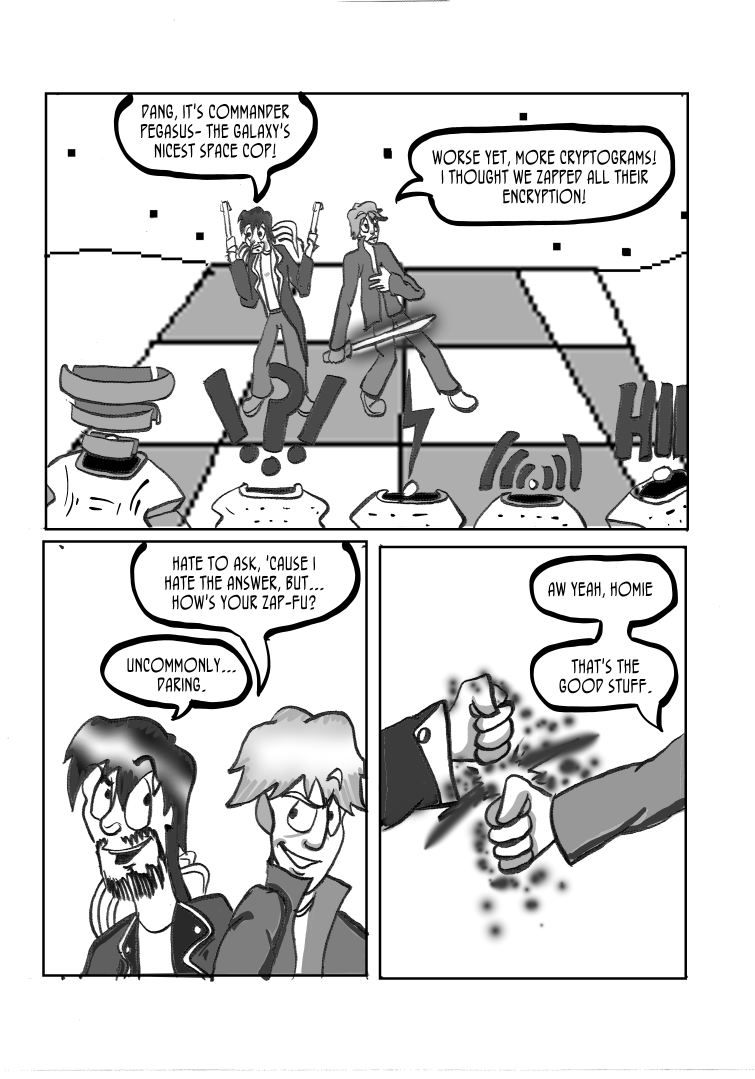 DANG, IT'S COMMANDER
PEGASUS- THE GALAXY'S
NICEST SPACE COP!
WORSE YET, MORE CRYPTOGRAMS!
I THOUGHT WE ZAPPED ALL THEIR
ENCRYPTION!
!?!
HATE TO ASK, 'CAUSE I
HATE THE ANSWER, BUT...
HOW'S YOUR ZAP-FU?
UNCOMMONLY...
DARING.
AW YEAH, HOMIE
THAT'S THE
GOOD STUFF.